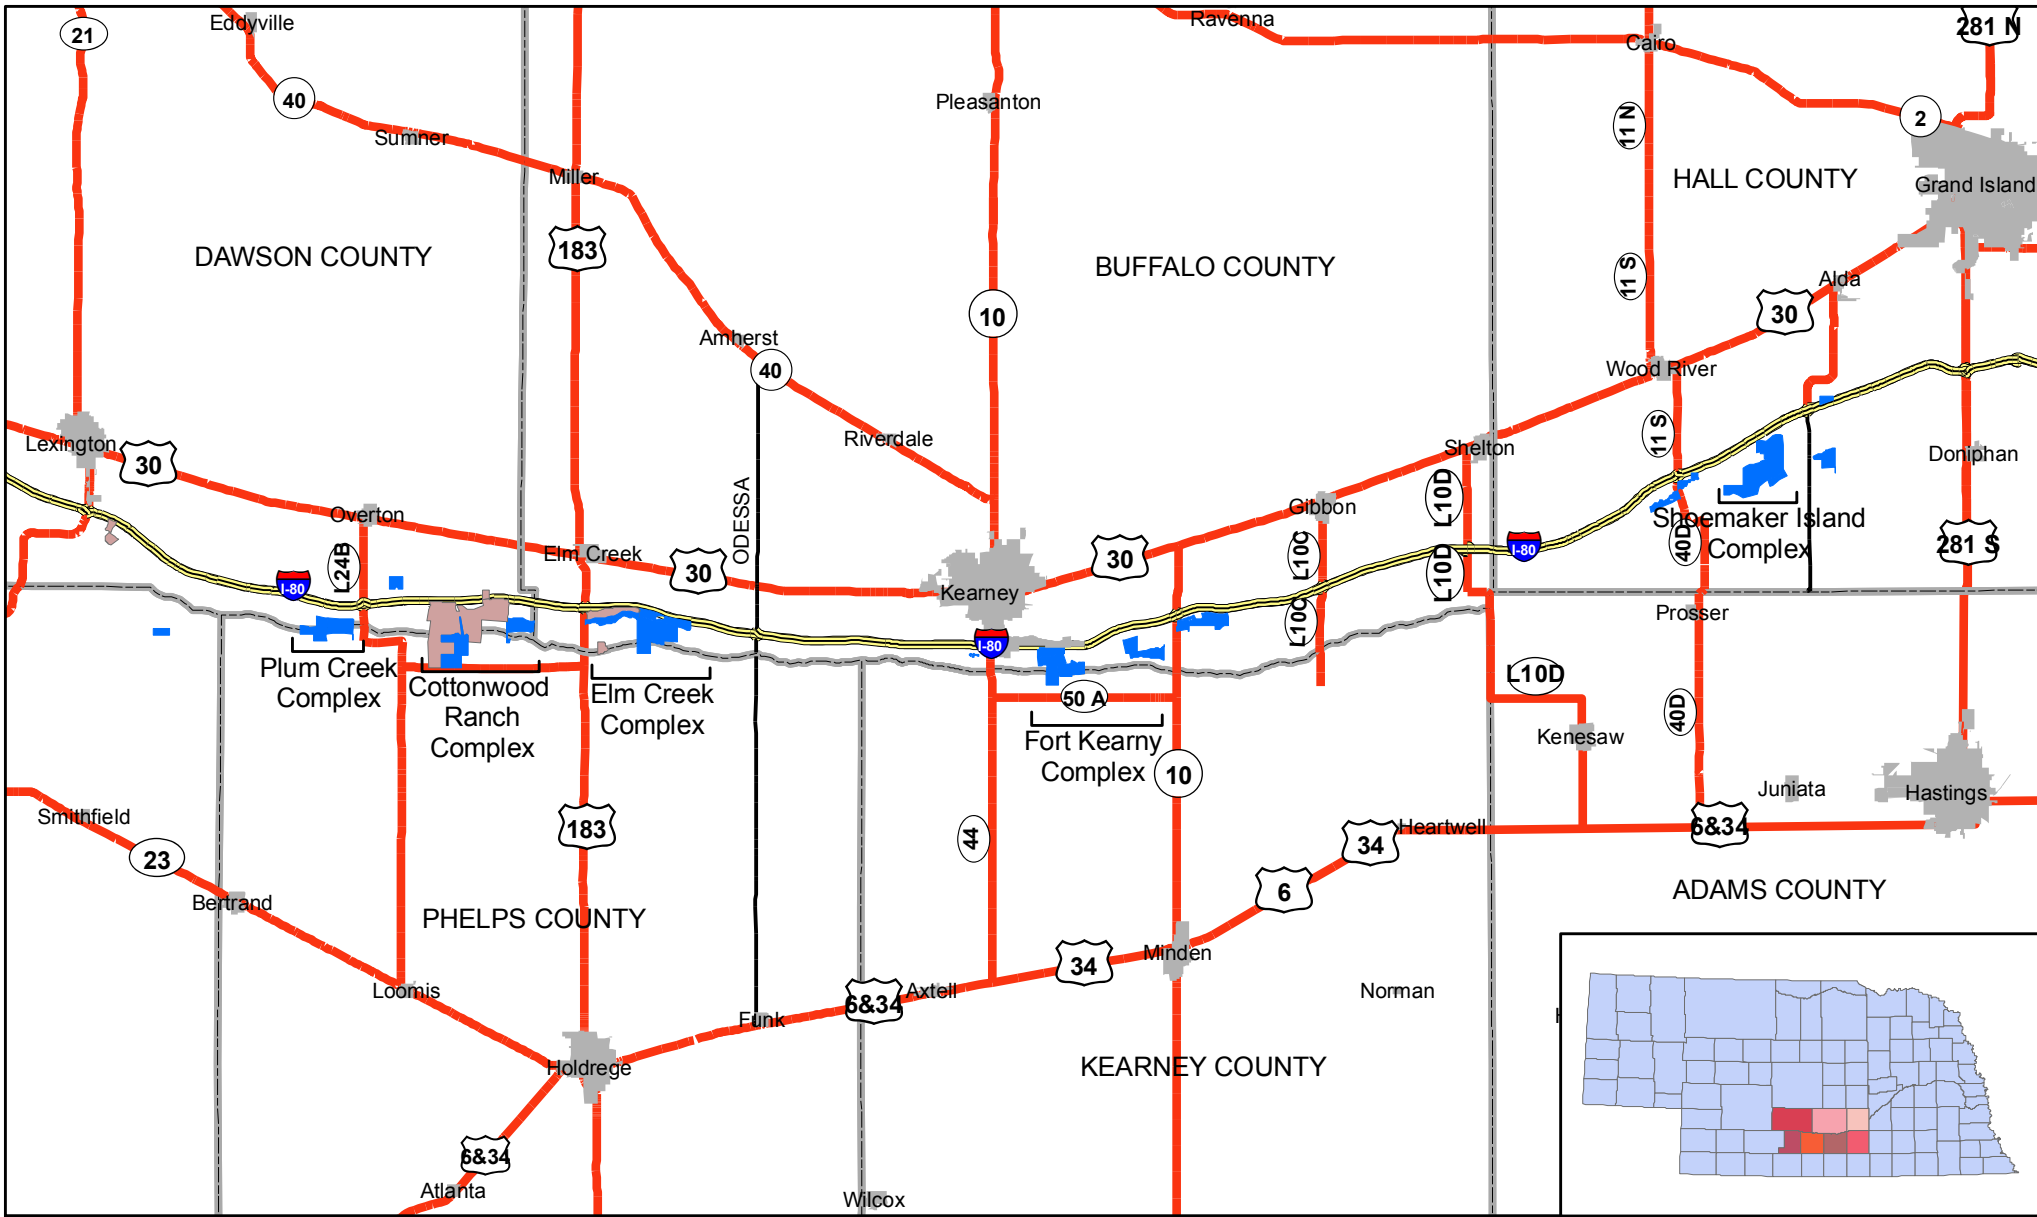 Eddyville
Ravenna
281 N
21
Cairo
40
Pleasanton
2
11 N
Sumner
Miller
HALL COUNTY
Grand Island
183
DAWSON COUNTY
BUFFALO COUNTY
11 S
Alda
10
30
Amherst
40
Wood River
Lexington
30
Riverdale
Shelton
11 S
Doniphan
ODESSA
Overton
Gibbon
L10D
Shoemaker Island
Complex
Elm Creek
30
30
L10C
I-80
40D
281 S
L24B
I-80
Kearney
L10D
Prosser
L10C
I-80
Plum Creek
Complex
Cottonwood
Ranch
Complex
Elm Creek
Complex
50 A
L10D
40D
Fort Kearny
Complex
10
Kenesaw
Juniata
Hastings
Smithfield
183
44
Heartwell
34
6&34
23
6
ADAMS COUNTY
Bertrand
PHELPS COUNTY
Minden
34
Loomis
6&34
Axtell
Norman
Funk
Holdrege
KEARNEY COUNTY
6&34
Atlanta
Wilcox